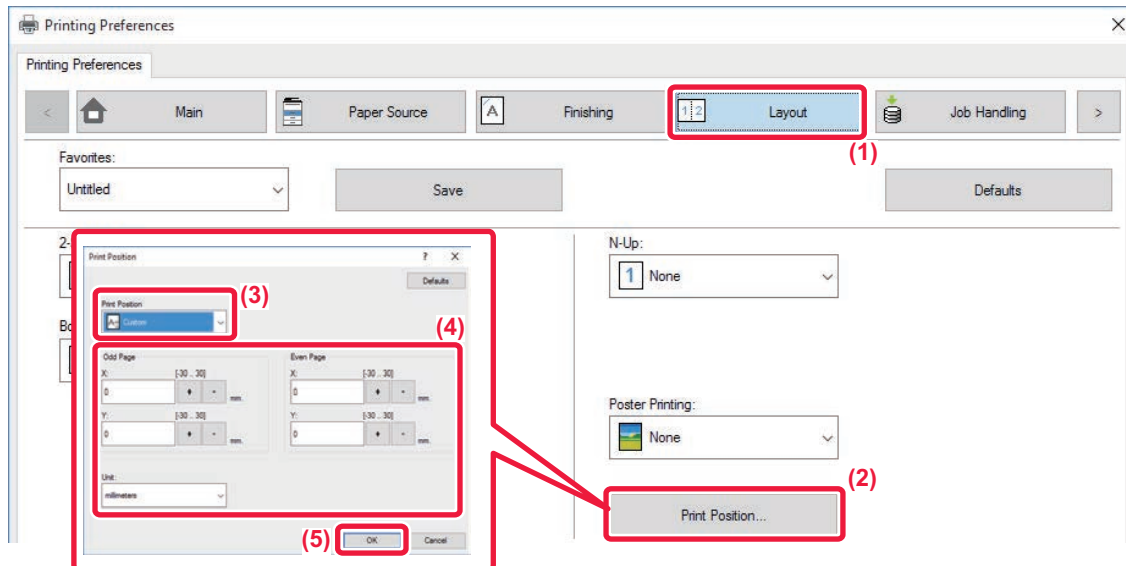 Printing Preferences
Printing Preferences
< Main Paper Source A Finishing 1 2 Layout Job Handling >
(1)
Favorites:
Untitled Save Defaults
2-
Print Position ? X
Defaults
Print Position
(3)
Custom
(4)
Odd Page Even Page
X: [-30 .. 30] X: [-30 .. 30]
0 + - mm. 0 + - mm.
Y: [-30 .. 30] Y: [-30 .. 30]
0 + - mm. 0 + - mm.
Unit:
millimeters
(5) OK Cancel
Bo
N-Up:
1 None
Poster Printing:
None
(2)
Print Position...